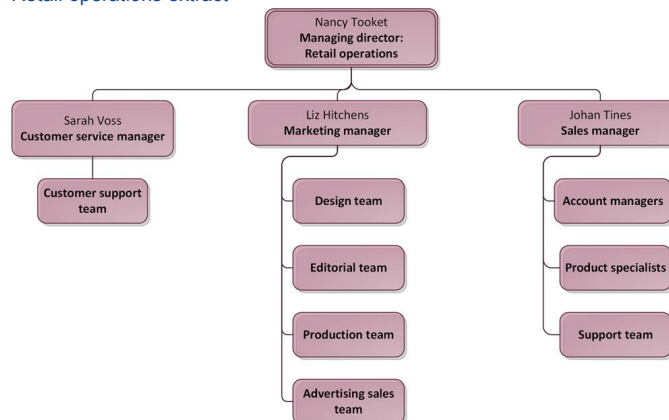 Retail operations extract
Nancy Tooket
Managing director:
Retail operations
Sarah Voss
Customer service manager
Liz Hitchens
Marketing manager
Johan Tines
Sales manager
Customer support
team
Design team
Editorial team
Production team
Advertising sales
team
Account managers
Product specialists
Support team